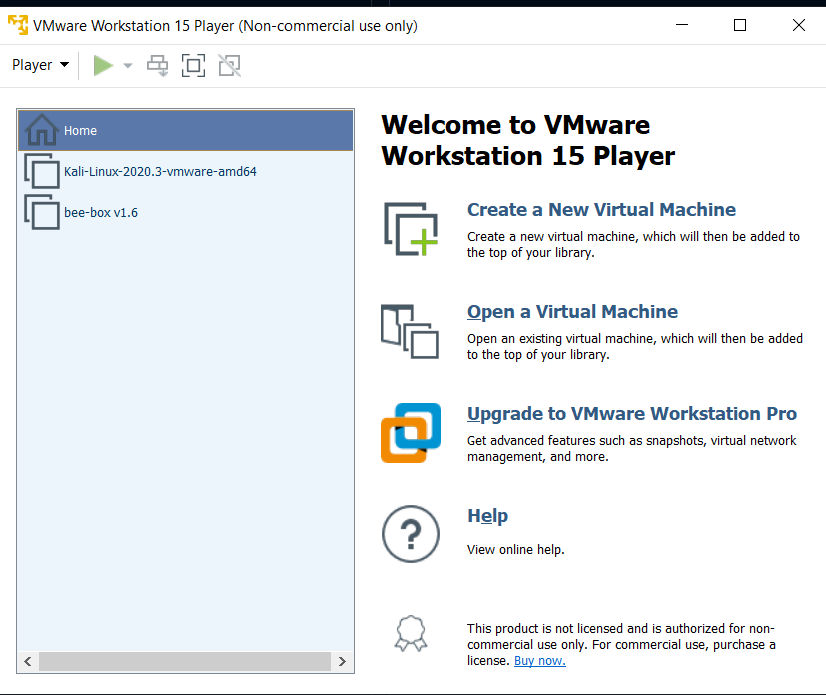 VMware Workstation 15 Player (Non-commercial use only)
Player
Home
Kali-Linux-2020.3-vmware-amd64
bee-box v1.6
Welcome to VMware
Workstation 15 Player
Create a New Virtual Machine
Create a new virtual machine, which will then be added to
the top of your library.
Open a Virtual Machine
Open an existing virtual machine, which will then be added
to the top of your library.
Upgrade to VMware Workstation Pro
Get advanced features such as snapshots, virtual network
management, and more.
?
Help
View online help.
This product is not licensed and is authorized for non-
commercial use only. For commercial use, purchase a
license. Buy now.